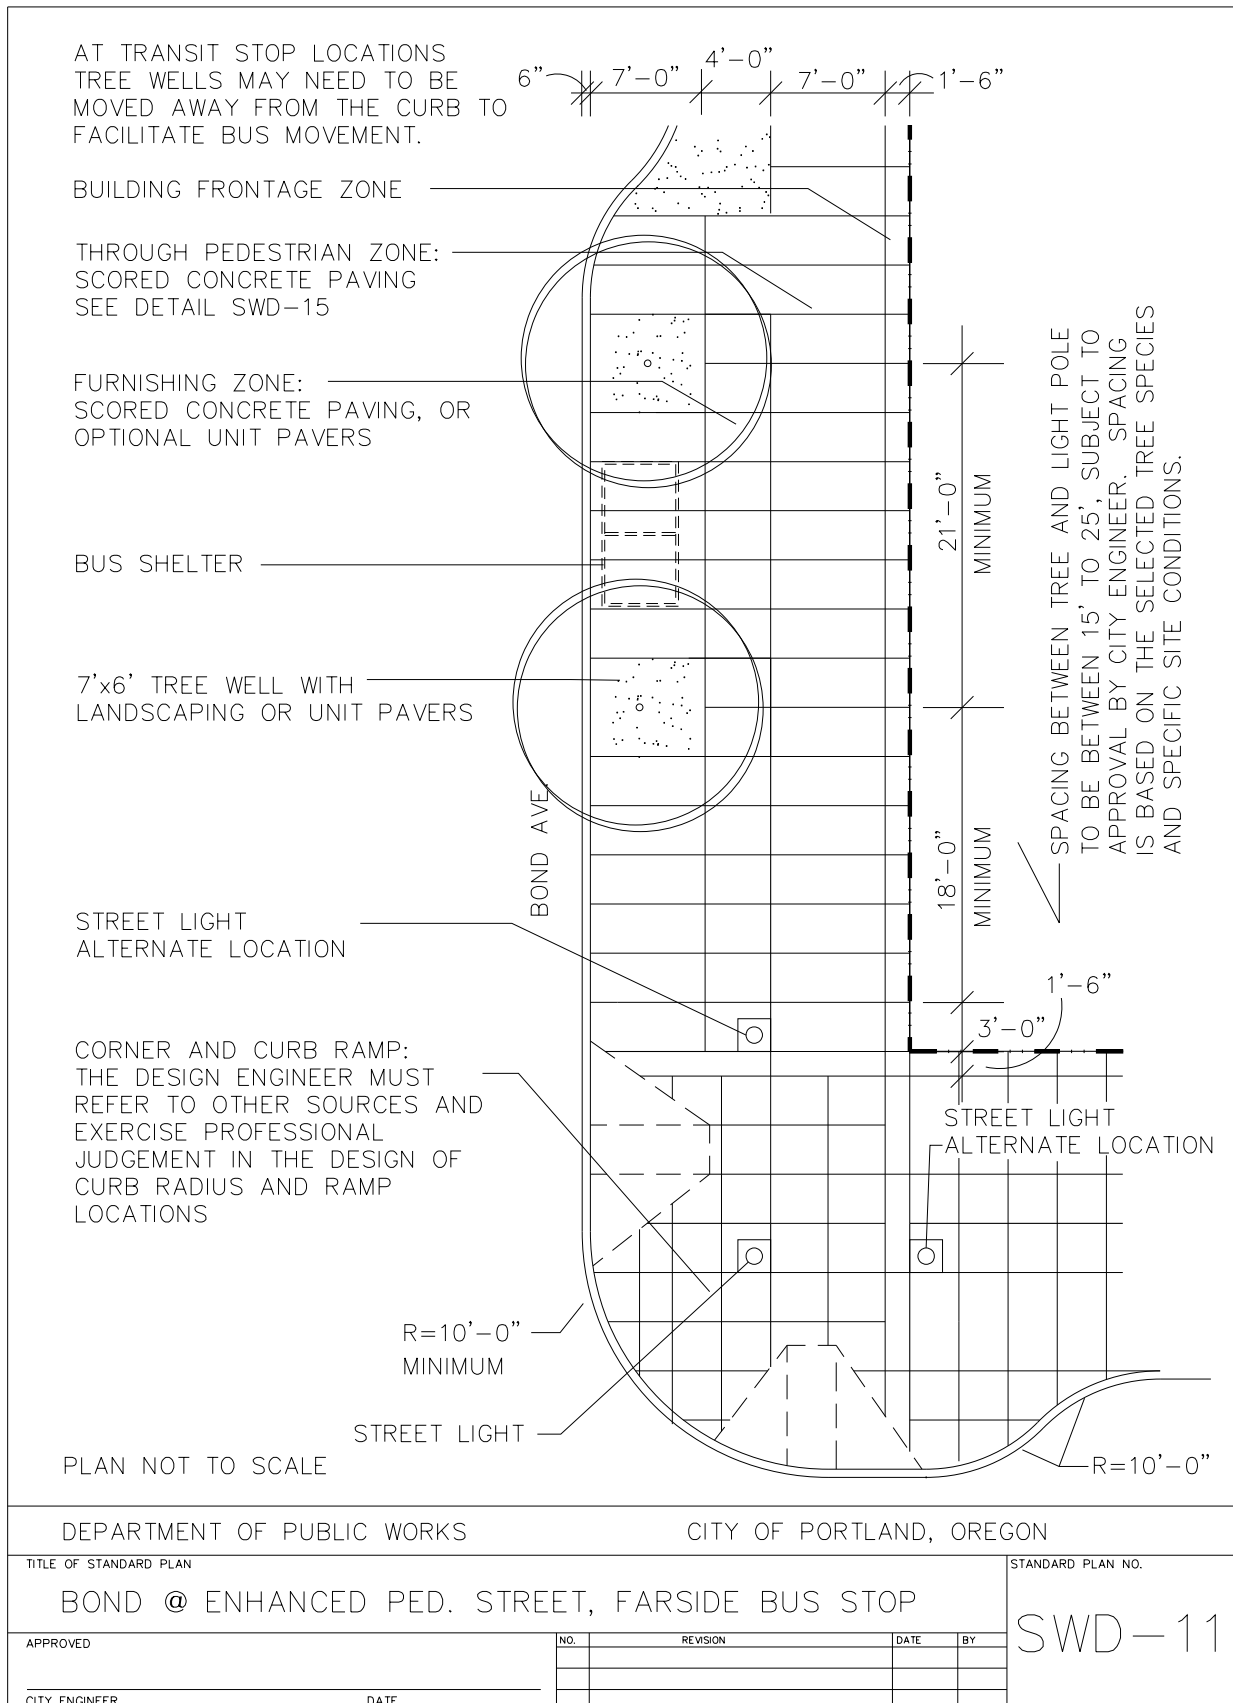 AT TRANSIT STOP LOCATIONS
TREE WELLS MAY NEED TO BE
MOVED AWAY FROM THE CURB TO
FACILITATE BUS MOVEMENT.
6" 7'-0" 4'-0" 7'-0" 1'-6"
BUILDING FRONTAGE ZONE
THROUGH PEDESTRIAN ZONE:
SCORED CONCRETE PAVING
SEE DETAIL SWD-15
FURNISHING ZONE:
SCORED CONCRETE PAVING, OR
OPTIONAL UNIT PAVERS
BUS SHELTER
7'x6' TREE WELL WITH
LANDSCAPING OR UNIT PAVERS
BOND AVE.
21'-0"
MINIMUM
18'-0"
MINIMUM
SPACING BETWEEN TREE AND LIGHT POLE
TO BE BETWEEN 15' TO 25', SUBJECT TO
APPROVAL BY CITY ENGINEER. SPACING
IS BASED ON THE SELECTED TREE SPECIES
AND SPECIFIC SITE CONDITIONS.
STREET LIGHT
ALTERNATE LOCATION
1'-6"
3'-0"
CORNER AND CURB RAMP:
THE DESIGN ENGINEER MUST
REFER TO OTHER SOURCES AND
EXERCISE PROFESSIONAL
JUDGEMENT IN THE DESIGN OF
CURB RADIUS AND RAMP
LOCATIONS
STREET LIGHT
ALTERNATE LOCATION
R=10'-0"
MINIMUM
STREET LIGHT
R=10'-0"
PLAN NOT TO SCALE
DEPARTMENT OF PUBLIC WORKS CITY OF PORTLAND, OREGON
TITLE OF STANDARD PLAN
BOND @ ENHANCED PED. STREET, FARSIDE BUS STOP
STANDARD PLAN NO.
SWD-11
APPROVED
NO. REVISION DATE BY
CITY ENGINEER DATE